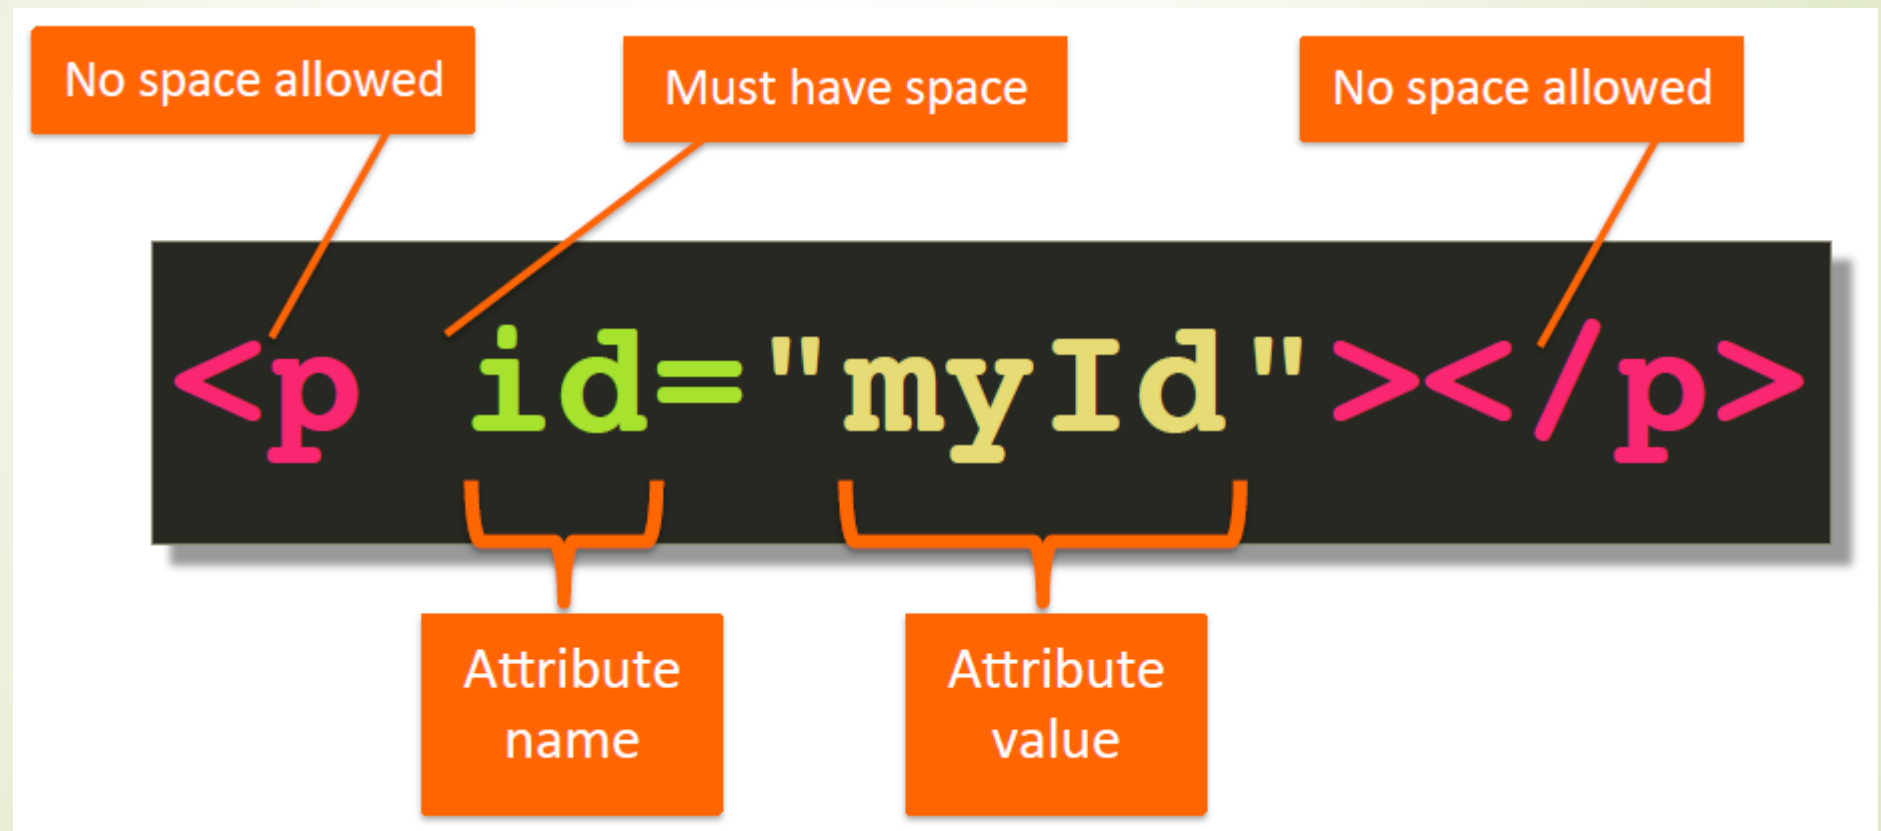 No space allowed
Must have space
No space allowed
<p id="myId"></p>
Attribute
name
Attribute
value